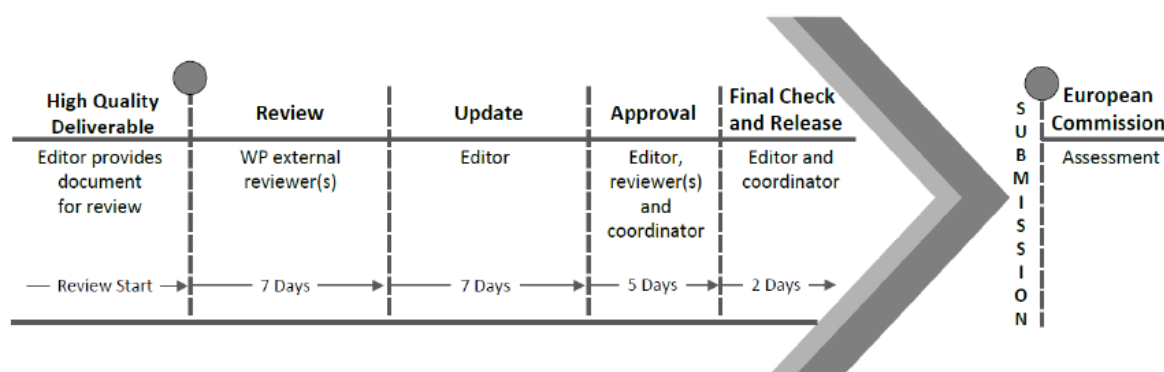 High Quality
Deliverable
Review
Update
Approval
Final Check
and Release
European
Commission
Editor provides
document
for review
WP external
reviewer(s)
Editor
Editor,
reviewer(s)
and
coordinator
Editor and
coordinator
Assessment
Review Start
7 Days
7 Days
5 Days
2 Days
SUBMISSION